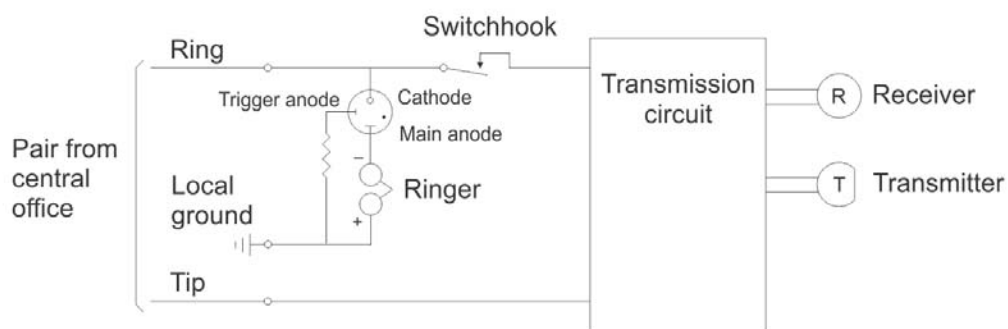 Switchhook
Ring
Trigger anode
Cathode
Main anode
Transmission
circuit
R
Receiver
Pair from
central
office
Local
ground
−
Ringer
+
T
Transmitter
Tip